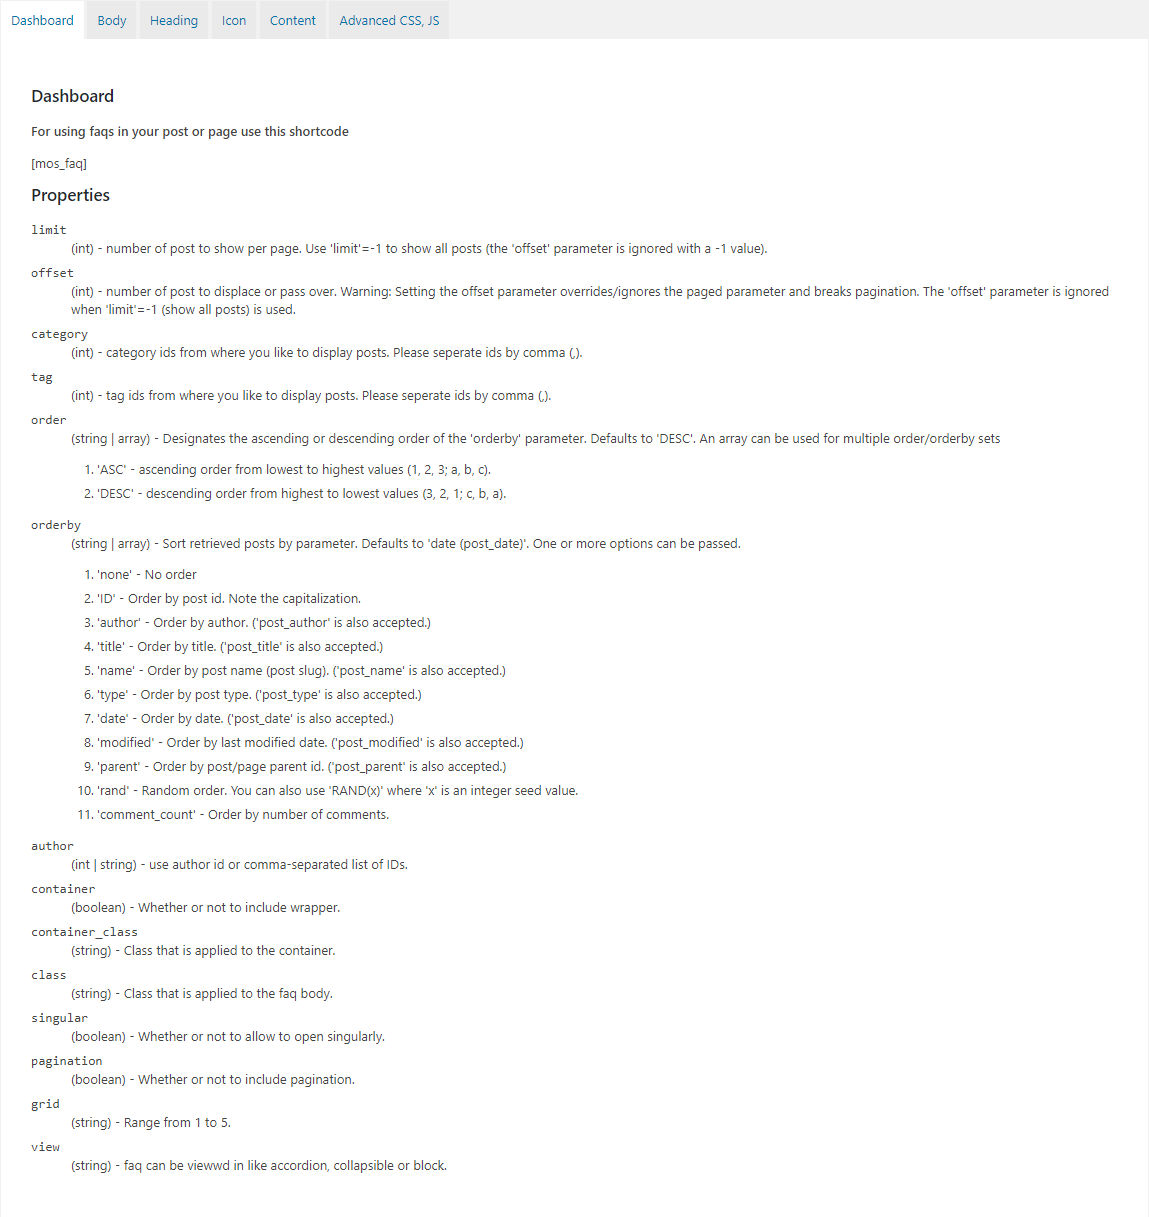 Dashboard Body Heading Icon Content Advanced CSS, JS
Dashboard
For using faqs in your post or page use this shortcode
[mos_faq]
Properties
limit
(int) - number of post to show per page. Use 'limit'=-1 to show all posts (the 'offset' parameter is ignored with a -1 value).
offset
(int) - number of post to displace or pass over. Warning: Setting the offset parameter overrides/ignores the paged parameter and breaks pagination. The 'offset' parameter is ignored
when 'limit'=-1 (show all posts) is used.
category
(int) - category ids from where you like to display posts. Please seperate ids by comma (,).
tag
(int) - tag ids from where you like to display posts. Please seperate ids by comma (,).
order
(string | array) - Designates the ascending or descending order of the 'orderby' parameter. Defaults to 'DESC'. An array can be used for multiple order/orderby sets
1. 'ASC' - ascending order from lowest to highest values (1, 2, 3; a, b, c).
2. 'DESC' - descending order from highest to lowest values (3, 2, 1; c, b, a).
orderby
(string | array) - Sort retrieved posts by parameter. Defaults to 'date (post_date)'. One or more options can be passed.
1. 'none' - No order
2. 'ID' - Order by post id. Note the capitalization.
3. 'author' - Order by author. ('post_author' is also accepted.)
4. 'title' - Order by title. ('post_title' is also accepted.)
5. 'name' - Order by post name (post slug). ('post_name' is also accepted.)
6. 'type' - Order by post type. ('post_type' is also accepted.)
7. 'date' - Order by date. ('post_date' is also accepted.)
8. 'modified' - Order by last modified date. ('post_modified' is also accepted.)
9. 'parent' - Order by post/page parent id. ('post_parent' is also accepted.)
10. 'rand' - Random order. You can also use 'RAND(x)' where 'x' is an integer seed value.
11. 'comment_count' - Order by number of comments.
author
(int | string) - use author id or comma-separated list of IDs.
container
(boolean) - Whether or not to include wrapper.
container_class
(string) - Class that is applied to the container.
class
(string) - Class that is applied to the faq body.
singular
(boolean) - Whether or not to allow to open singularly.
pagination
(boolean) - Whether or not to include pagination.
grid
(string) - Range from 1 to 5.
view
(string) - faq can be viewwd in like accordion, collapsible or block.